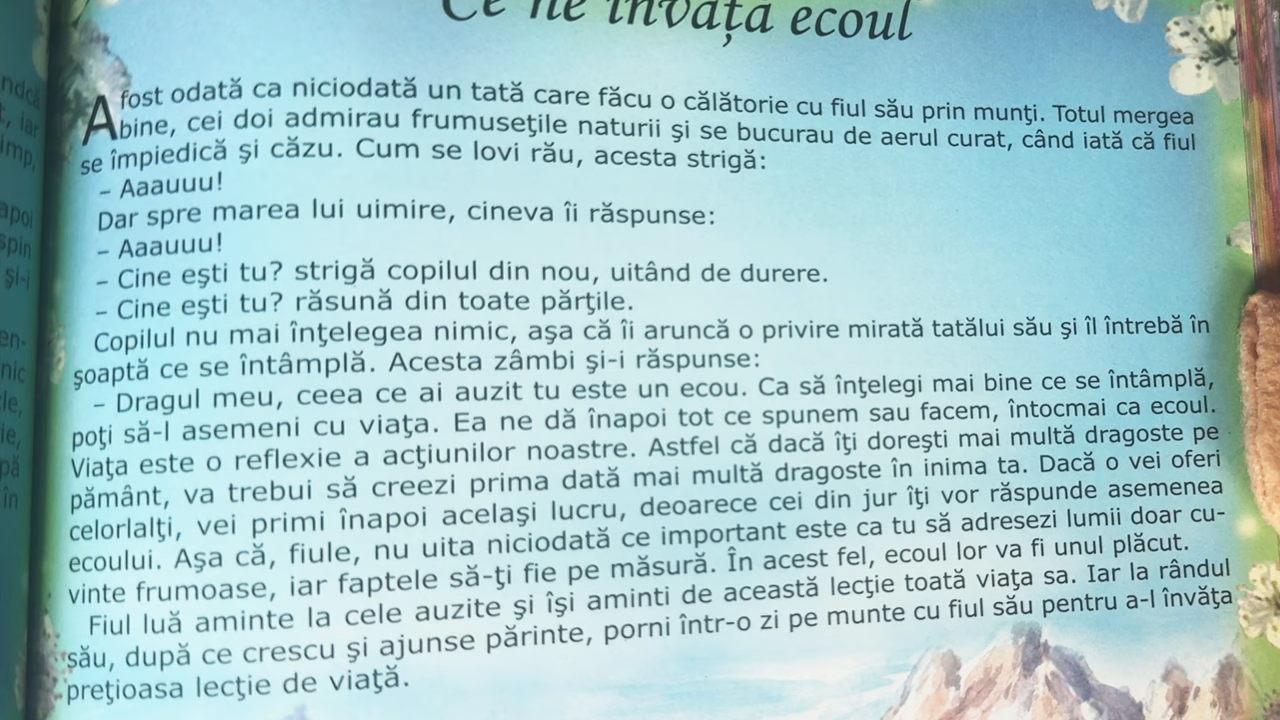 Ce ne învaţă ecoul
A fost odată ca niciodată un tată care făcu o călătorie cu fiul său prin munţi. Totul mergea
bine, cei doi admirau frumuseţile naturii şi se bucurau de aerul curat, când iată că fiul
se împiedică şi căzu. Cum se lovi rău, acesta strigă:
– Aaauuu!
Dar spre marea lui uimire, cineva îi răspunse:
– Aaauuu!
– Cine eşti tu? strigă copilul din nou, uitând de durere.
– Cine eşti tu? răsună din toate părţile.
Copilul nu mai înţelegea nimic, aşa că îi aruncă o privire mirată tatălui său şi îl întrebă în
şoaptă ce se întâmplă. Acesta zâmbi şi-i răspunse:
– Dragul meu, ceea ce ai auzit tu este un ecou. Ca să înţelegi mai bine ce se întâmplă,
poţi să-l asemeni cu viaţa. Ea ne dă înapoi tot ce spunem sau facem, întocmai ca ecoul.
Viaţa este o reflexie a acţiunilor noastre. Astfel că dacă îţi doreşti mai multă dragoste pe
pământ, va trebui să creezi prima dată mai multă dragoste în inima ta. Dacă o vei oferi
celorlalţi, vei primi înapoi acelaşi lucru, deoarece cei din jur îţi vor răspunde asemenea
ecoului. Aşa că, fiule, nu uita niciodată ce important este ca tu să adresezi lumii doar cu-
vinte frumoase, iar faptele să-ţi fie pe măsură. În acest fel, ecoul lor va fi unul plăcut.
Fiul luă aminte la cele auzite şi îşi aminti de această lecţie toată viaţa sa. Iar la rândul
său, după ce crescu şi ajunse părinte, porni într-o zi pe munte cu fiul său pentru a-l învăţa
preţioasa lecţie de viaţă.